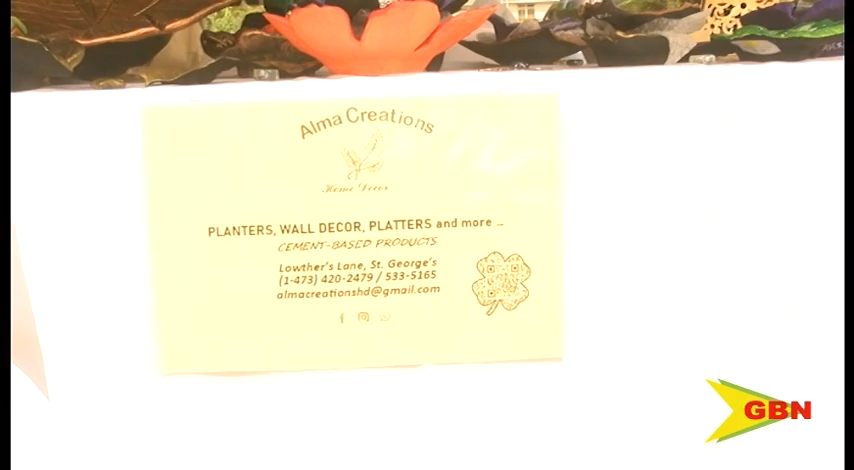 Alma Creations
Home Decor
PLANTERS, WALL DECOR, PLATTERS and more ...
CEMENT-BASED PRODUCTS
Lowther's Lane, St. George's
(1-473) 420-2479 / 533-5165
almacreationshd@gmail.com
GBN